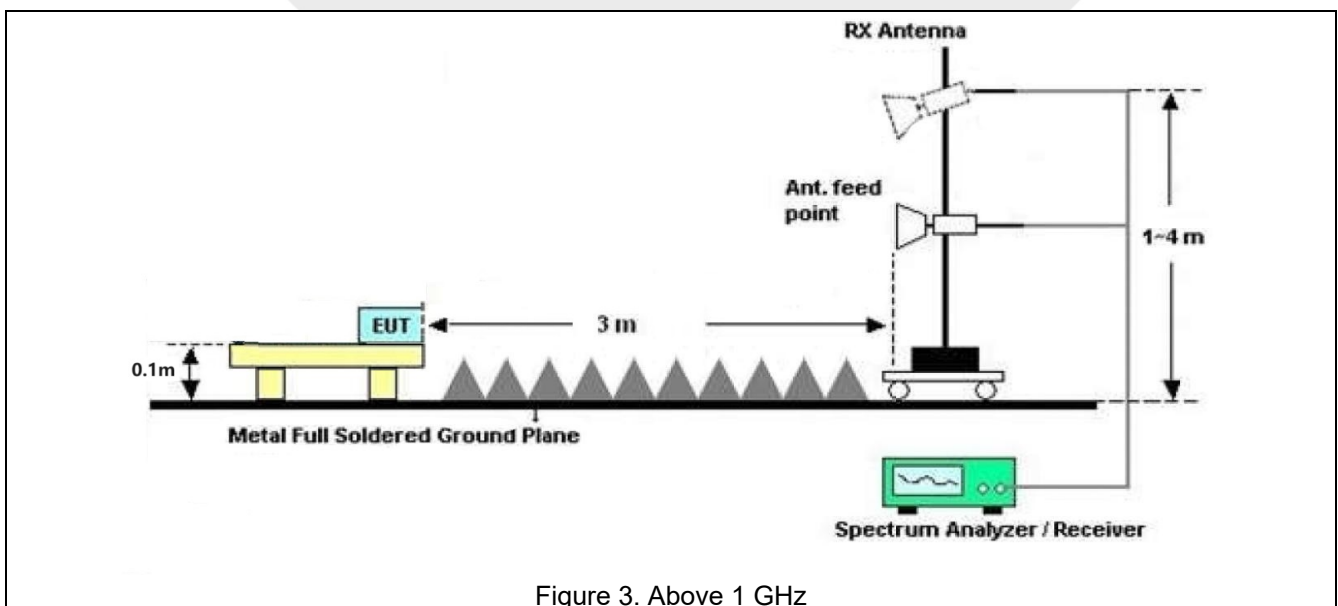 RX Antenna
Ant. feed
point
1~4 m
EUT
3 m
0.1m
Metal Full Soldered Ground Plane
Spectrum Analyzer / Receiver
Figure 3. Above 1 GHz